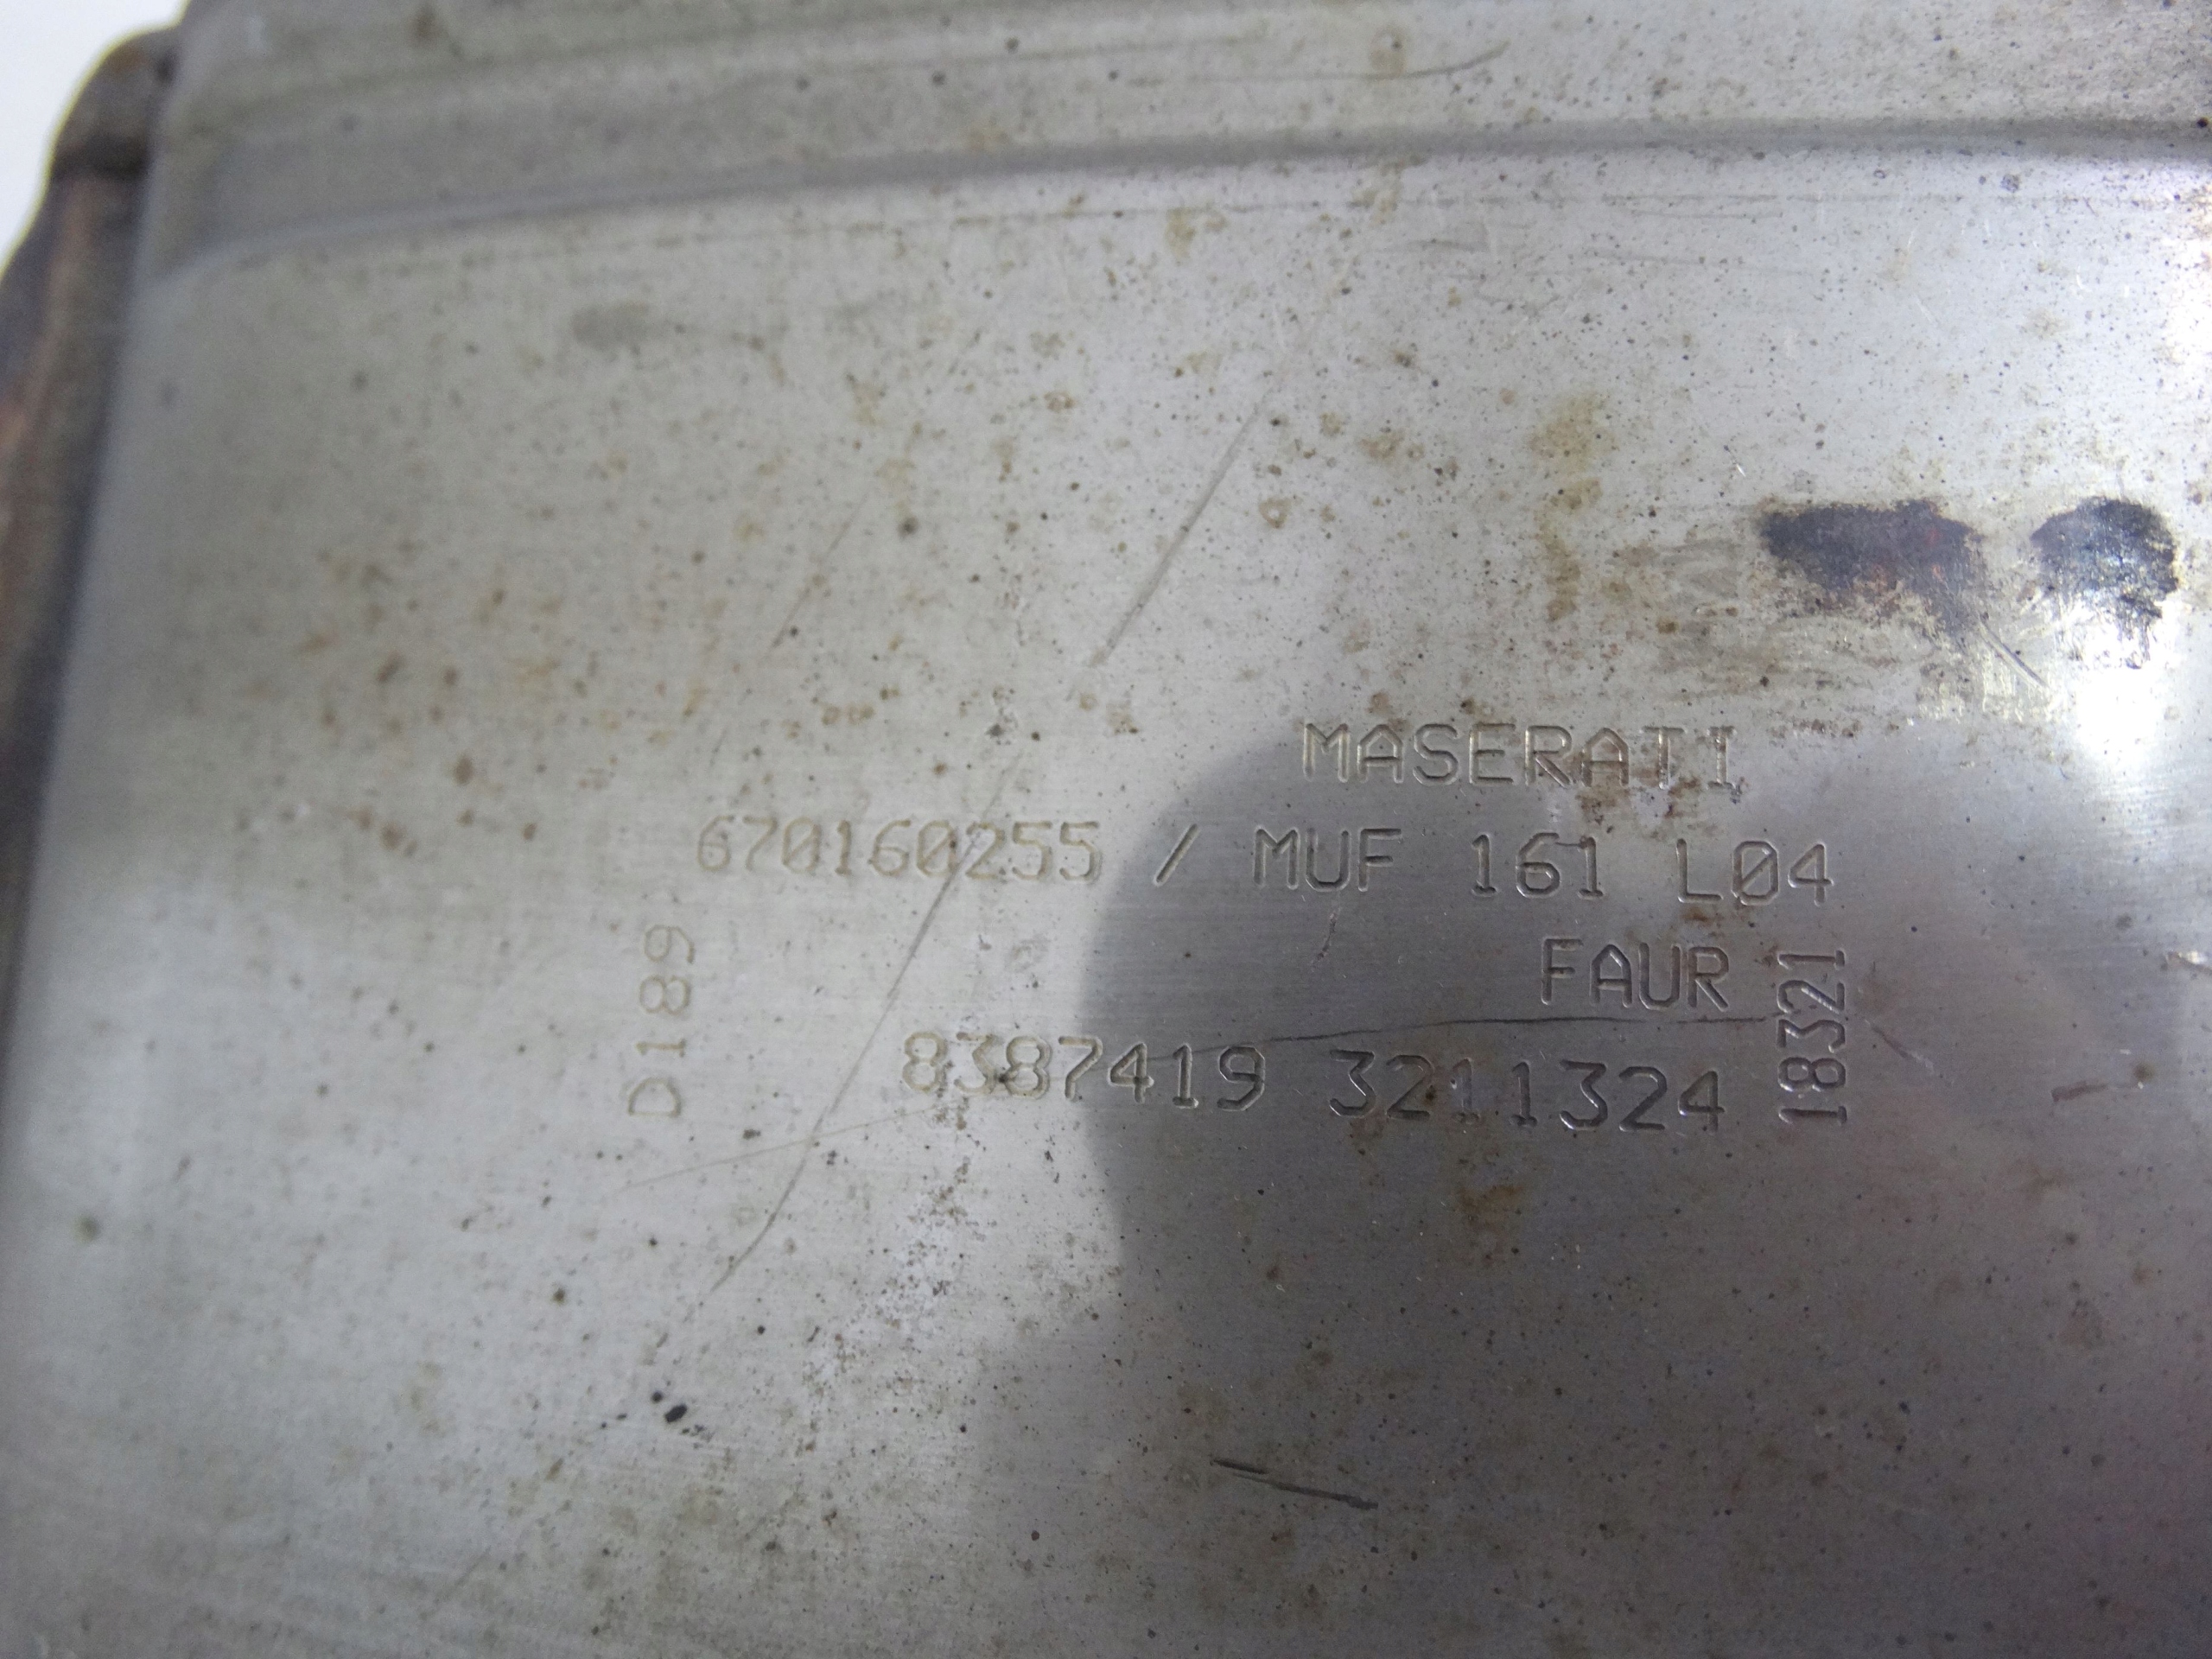 MASERATI
670160255 / MUF 161 L04
FAUR
8387419 3211324
D189
18321